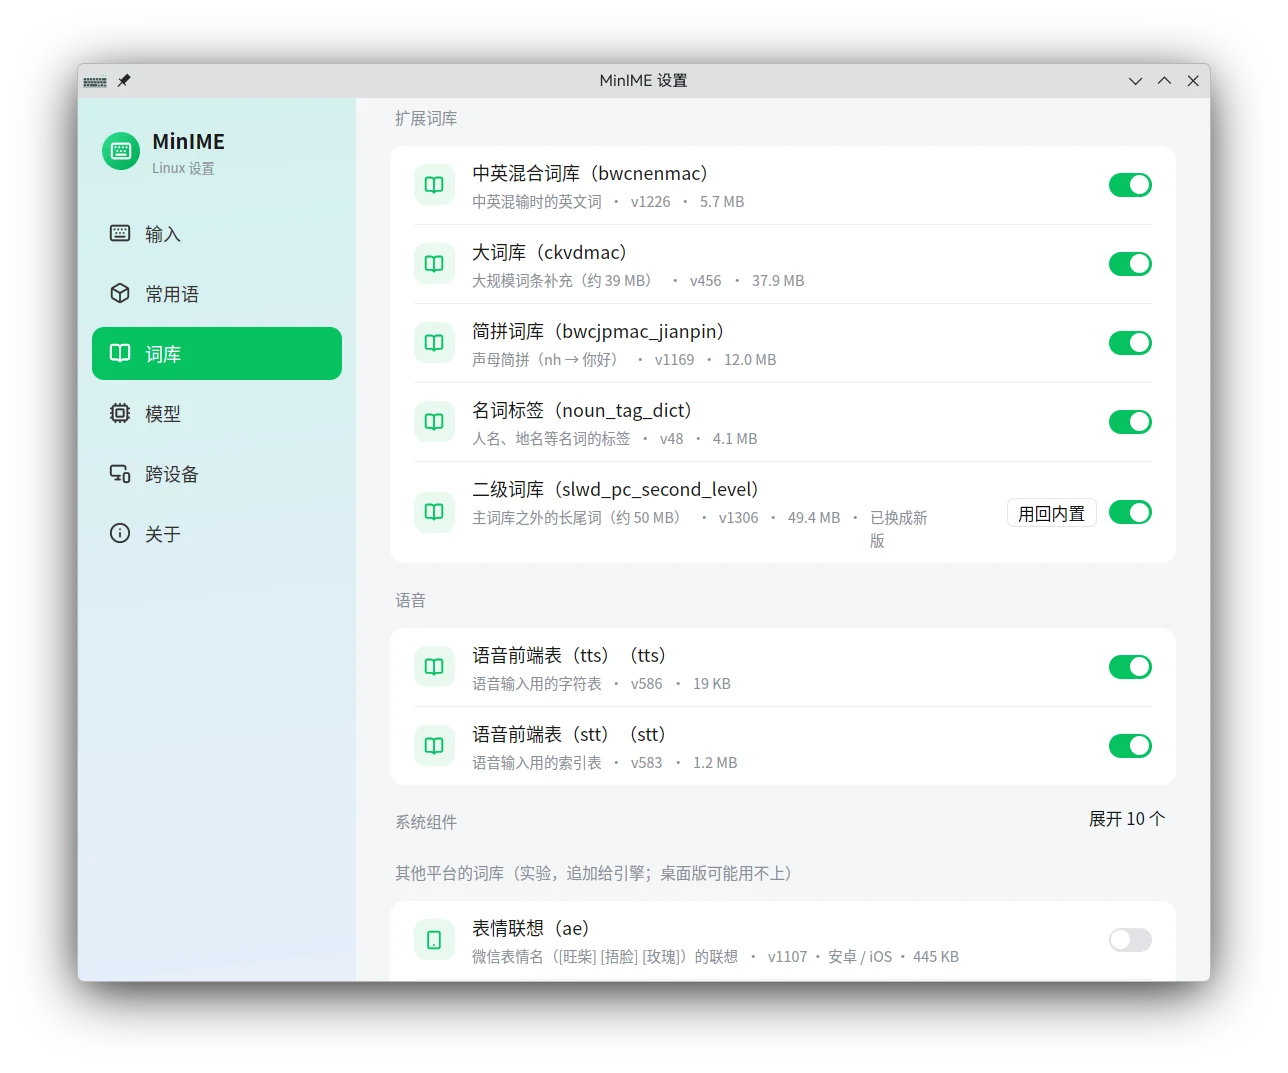 MinIME 设置
MinIME
Linux 设置
输入
常用语
词库
模型
跨设备
关于
扩展词库
中英混合词库（bwcnenmac）
中英混输时的英文词 • v1226 • 5.7 MB
大词库（ckvdmac）
大规模词条补充（约 39 MB） • v456 • 37.9 MB
简拼词库（bwcjpmac_jianpin）
声母简拼（nh → 你好） • v1169 • 12.0 MB
名词标签（noun_tag_dict）
人名、地名等名词的标签 • v48 • 4.1 MB
二级词库（slwd_pc_second_level）
主词库之外的长尾词（约 50 MB） • v1306 • 49.4 MB • 已换成新
版
用回内置
语音
语音前端表（tts）（tts）
语音输入用的字符表 • v586 • 19 KB
语音前端表（stt）（stt）
语音输入用的索引表 • v583 • 1.2 MB
系统组件
展开 10 个
其他平台的词库（实验，追加给引擎；桌面版可能用不上）
表情联想（ae）
微信表情名（[旺柴] [捂脸] [玫瑰]）的联想 • v1107 • 安卓 / iOS • 445 KB